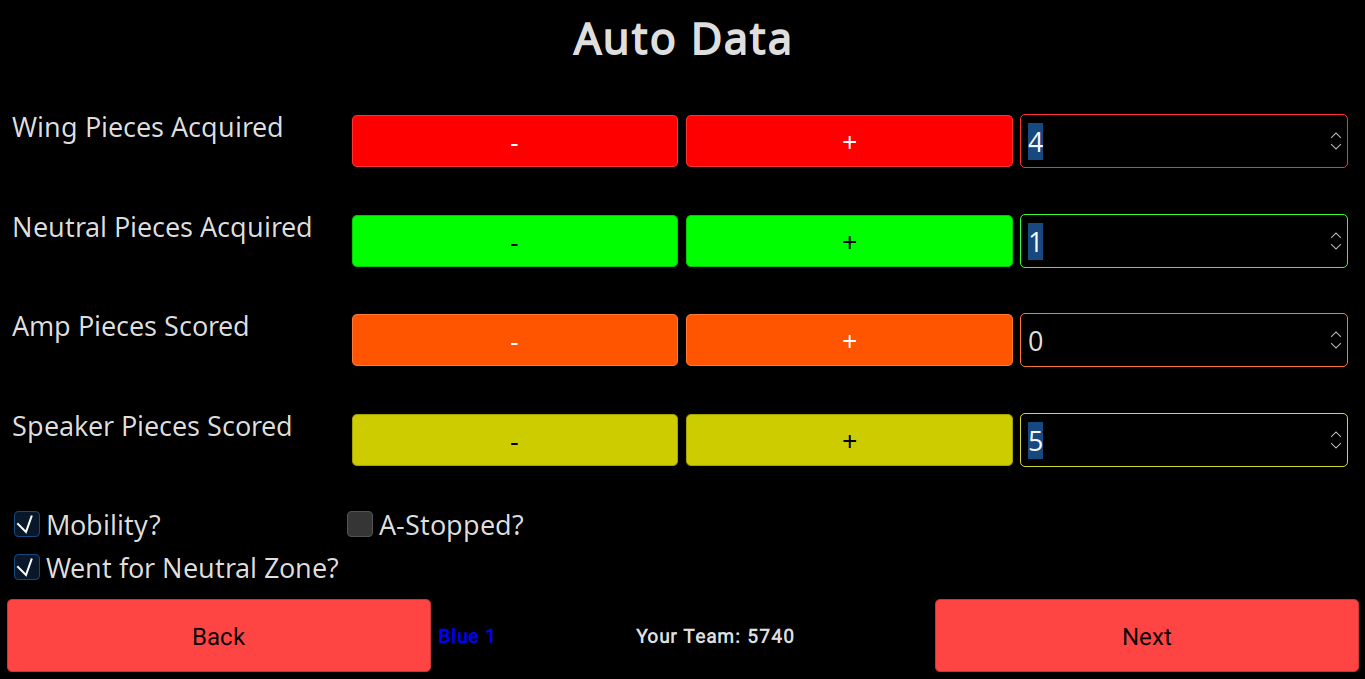 Auto Data
Wing Pieces Acquired - + 4
Neutral Pieces Acquired - + 1
Amp Pieces Scored - + 0
Speaker Pieces Scored - + 5
Mobility? A-Stopped?
Went for Neutral Zone?
Back Blue 1 Your Team: 5740 Next